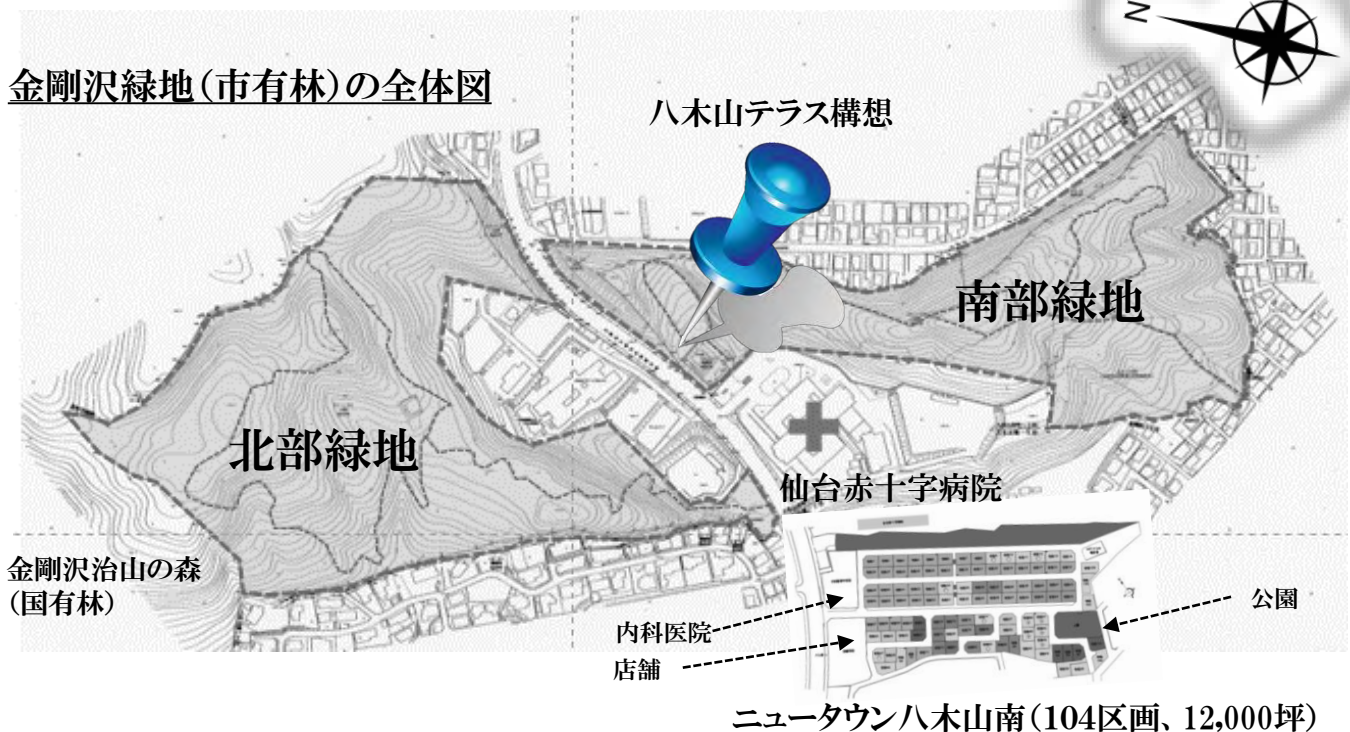 N
金剛沢緑地(市有林)の全体図
八木山テラス構想
南部緑地
北部緑地
仙台赤十字病院
金剛沢治山の森
(国有林)
公園
内科医院
店舗
ニュータウン八木山南(104区画、12,000坪)